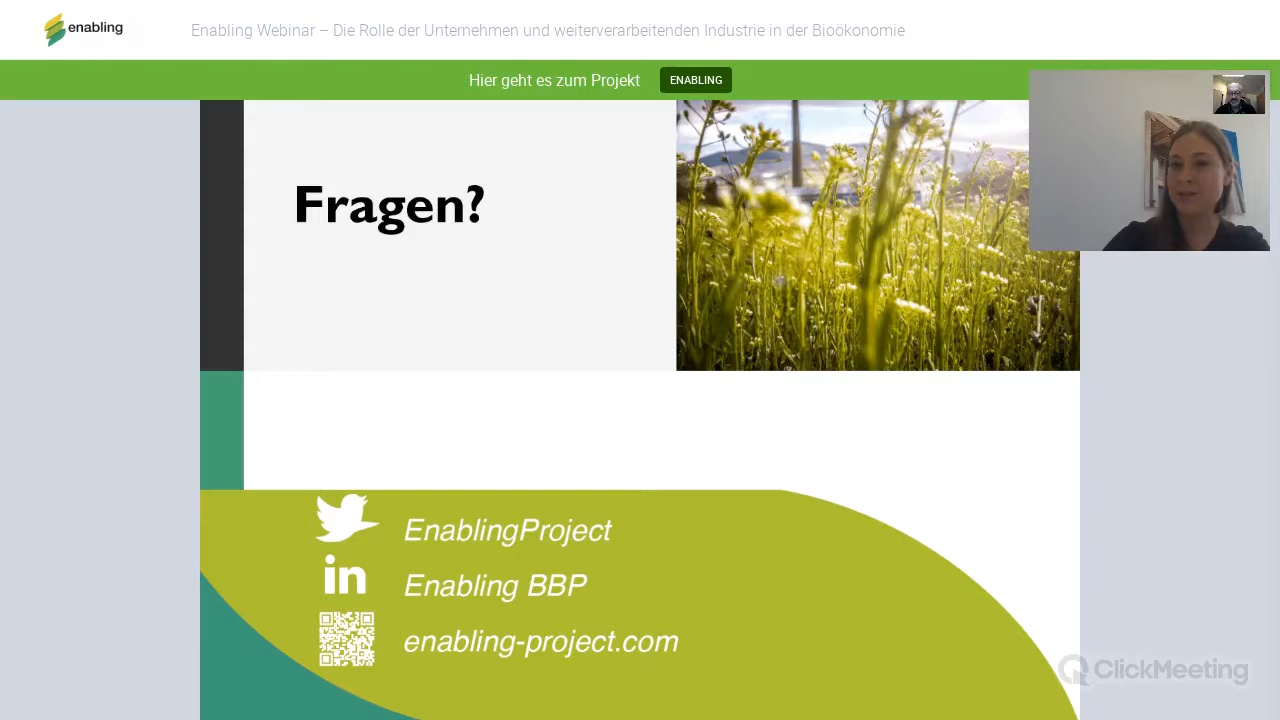 enabling
Enabling Webinar – Die Rolle der Unternehmen und weiterverarbeitenden Industrie in der Bioökonomie
Hier geht es zum Projekt
ENABLING
Fragen?
EnablingProject
in
Enabling BBP
enabling-project.com
ClickMeeting